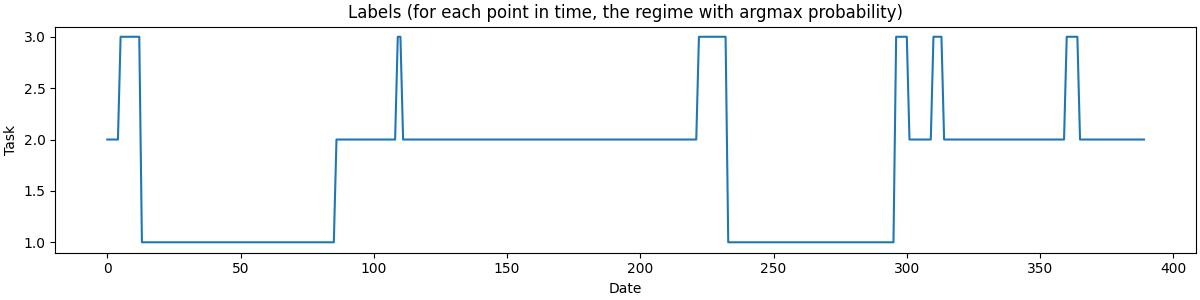 Labels (for each point in time, the regime with argmax probability)
3.0
2.5
2.0
1.5
1.0
Task
0 50 100 150 200 250 300 350 400
Date